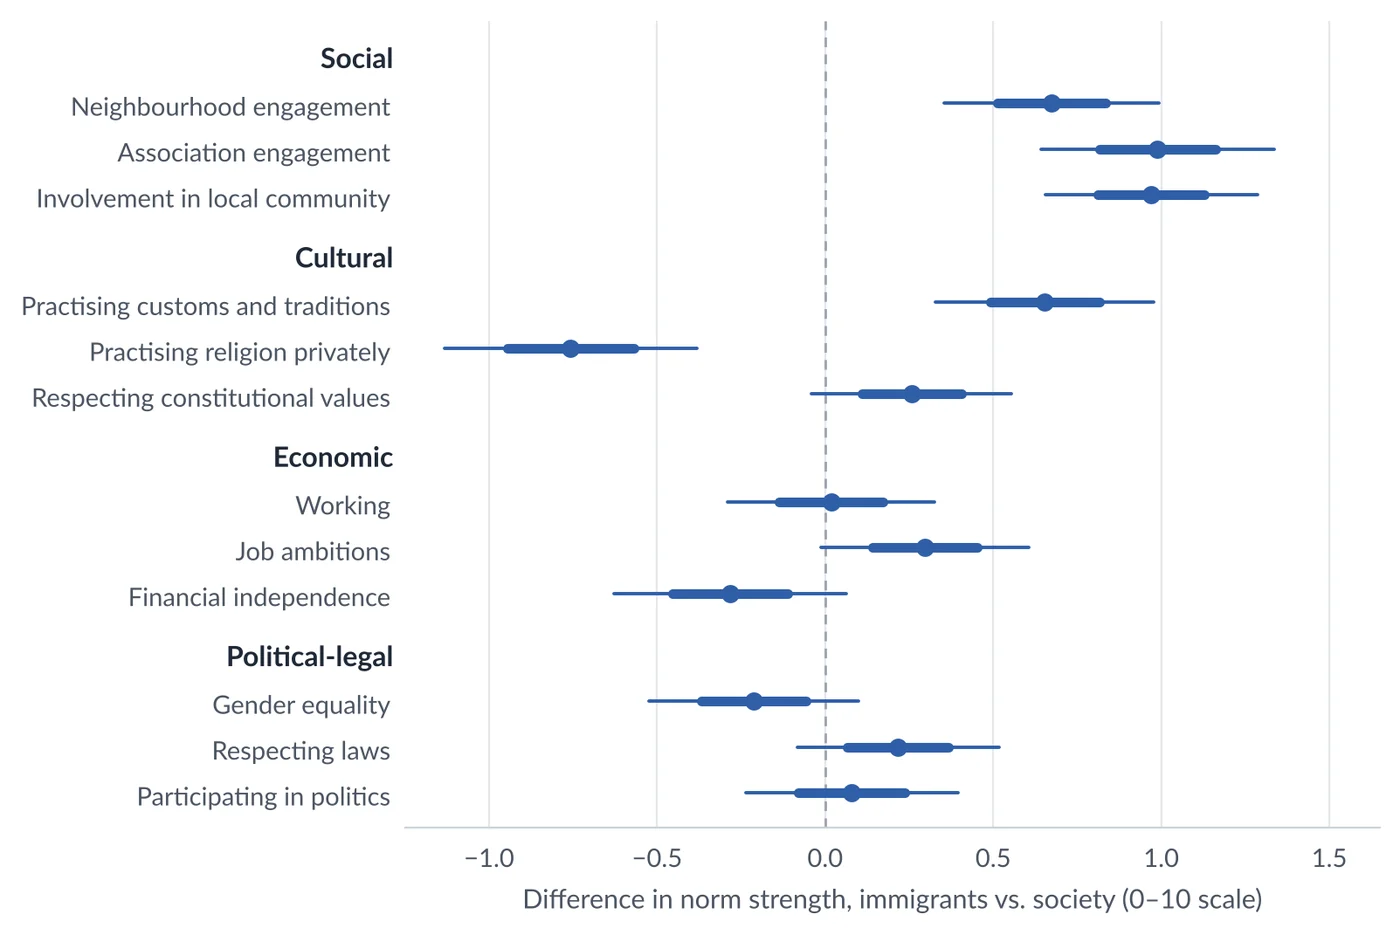 Social
Neighbourhood engagement
Association engagement
Involvement in local community
Cultural
Practising customs and traditions
Practising religion privately
Respecting constitutional values
Economic
Working
Job ambitions
Financial independence
Political-legal
Gender equality
Respecting laws
Participating in politics
−1.0 −0.5 0.0 0.5 1.0 1.5
Difference in norm strength, immigrants vs. society (0–10 scale)